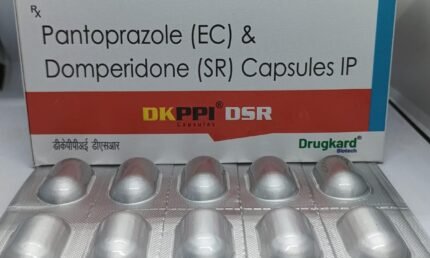 Rx
Pantoprazole (EC) &
Domperidone (SR) Capsules IP
DKPPI® DSR
Capsules
डीकेपीपीआई डीएसआर
Drugkard®
Biotech